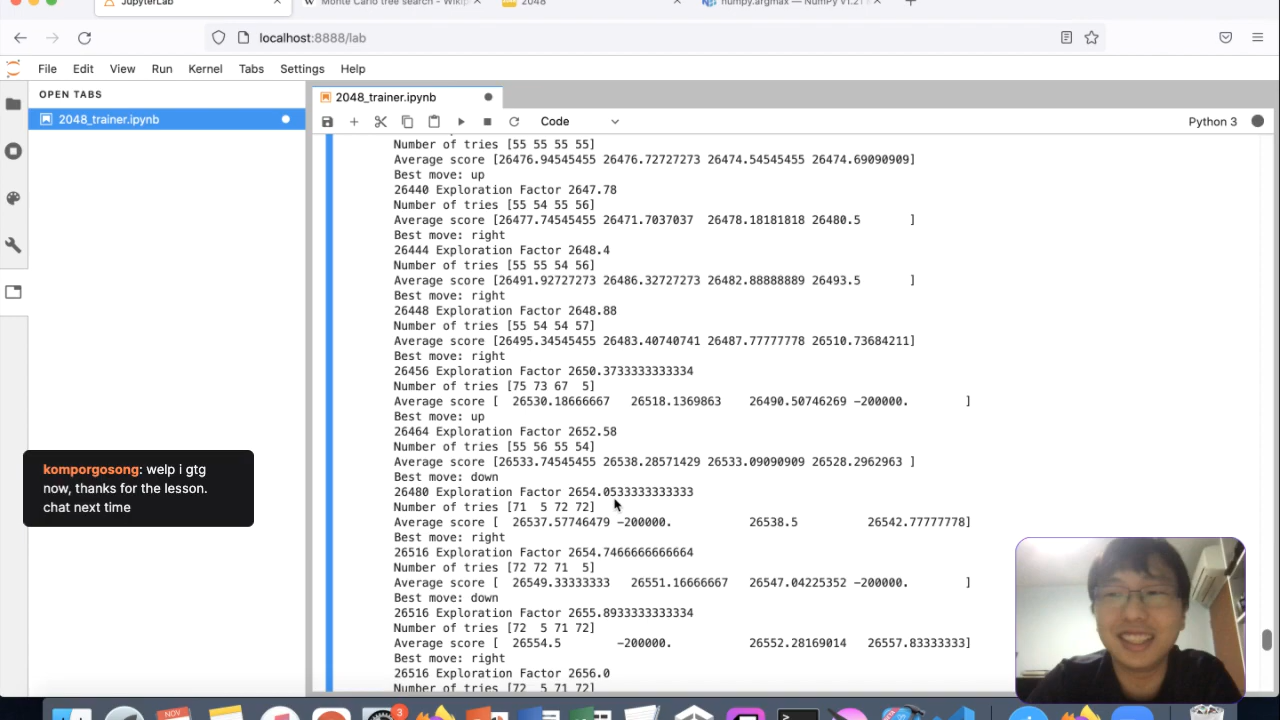 JupyterLab
Monte Carlo tree search - Wikip
2048
numpy.argmax — NumPy v1.21
localhost:8888/lab
File Edit View Run Kernel Tabs Settings Help
OPEN TABS
2048_trainer.ipynb
2048_trainer.ipynb
Code
Python 3
Number of tries [55 55 55 55]
Average score [26476.94545455 26476.72727273 26474.54545455 26474.69090909]
Best move: up
26440 Exploration Factor 2647.78
Number of tries [55 54 55 56]
Average score [26477.74545455 26471.7037037 26478.18181818 26480.5 ]
Best move: right
26444 Exploration Factor 2648.4
Number of tries [55 55 54 56]
Average score [26491.92727273 26486.32727273 26482.88888889 26493.5 ]
Best move: right
26448 Exploration Factor 2648.88
Number of tries [55 54 54 57]
Average score [26495.34545455 26483.40740741 26487.77777778 26510.73684211]
Best move: right
26456 Exploration Factor 2650.3733333333334
Number of tries [75 73 67 5]
Average score [ 26530.18666667 26518.1369863 26490.50746269 -200000. ]
Best move: up
26464 Exploration Factor 2652.58
Number of tries [55 56 55 54]
Average score [26533.74545455 26538.28571429 26533.09090909 26528.2962963 ]
Best move: down
26480 Exploration Factor 2654.0533333333333
Number of tries [71 5 72 72]
Average score [ 26537.57746479 -200000. 26538.5 26542.77777778]
Best move: right
26516 Exploration Factor 2654.7466666666664
Number of tries [72 72 71 5]
Average score [ 26549.33333333 26551.16666667 26547.04225352 -200000. ]
Best move: down
26516 Exploration Factor 2655.8933333333334
Number of tries [72 5 71 72]
Average score [ 26554.5 -200000. 26552.28169014 26557.83333333]
Best move: right
26516 Exploration Factor 2656.0
Number of tries [72 5 71 72]
komporgosong: welp i gtg
now, thanks for the lesson.
chat next time
NOV
3